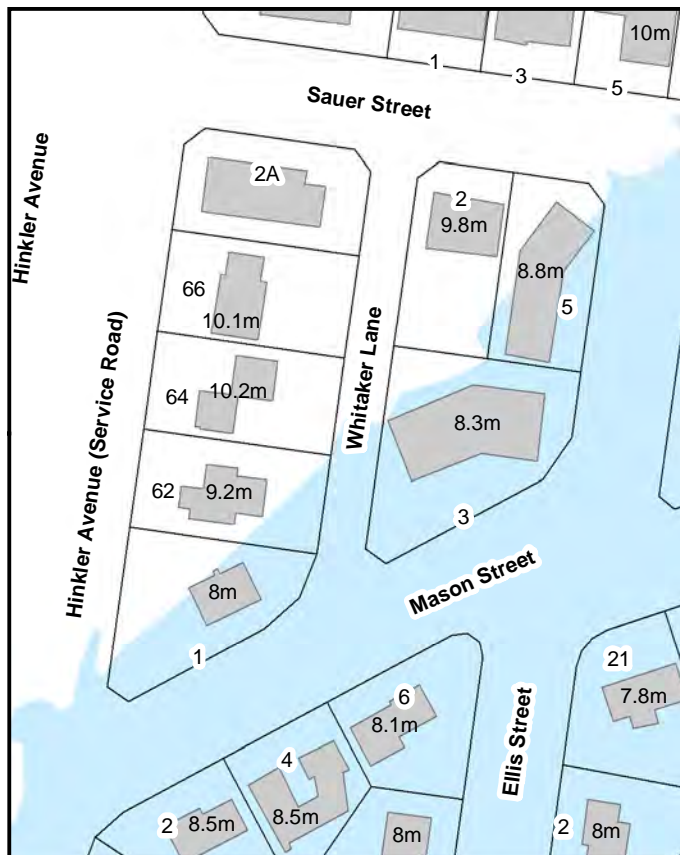 10m
1
3
5
Sauer Street
Hinkler Avenue
2A
2
9.8m
8.8m
5
66
10.1m
Whitaker Lane
Hinkler Avenue (Service Road)
64
10.2m
8.3m
62
9.2m
3
8m
Mason Street
1
21
7.8m
6
8.1m
Ellis Street
4
8.5m
2
8.5m
8m
2
8m